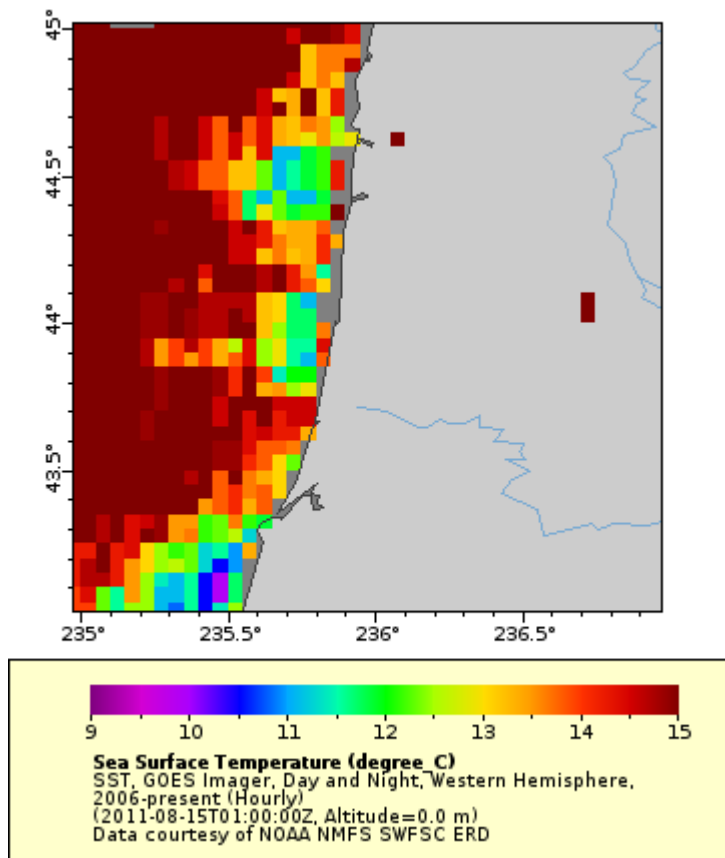 45°
44.5°
44°
43.5°
235° 235.5° 236° 236.5°
9 10 11 12 13 14 15
Sea Surface Temperature (degree_C)
SST, GOES Imager, Day and Night, Western Hemisphere,
2006-present (Hourly)
(2011-08-15T01:00:00Z, Altitude=0.0 m)
Data courtesy of NOAA NMFS SWFSC ERD